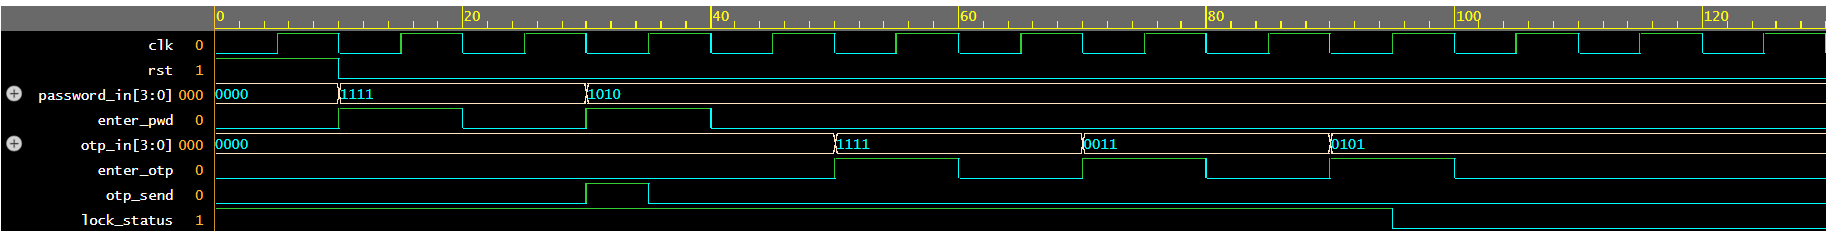 0 20 40 60 80 100 120
clk 0
rst 1
password_in[3:0] 000 0000 1111 1010
enter_pwd 0
otp_in[3:0] 000 0000 1111 0011 0101
enter_otp 0
otp_send 0
lock_status 1